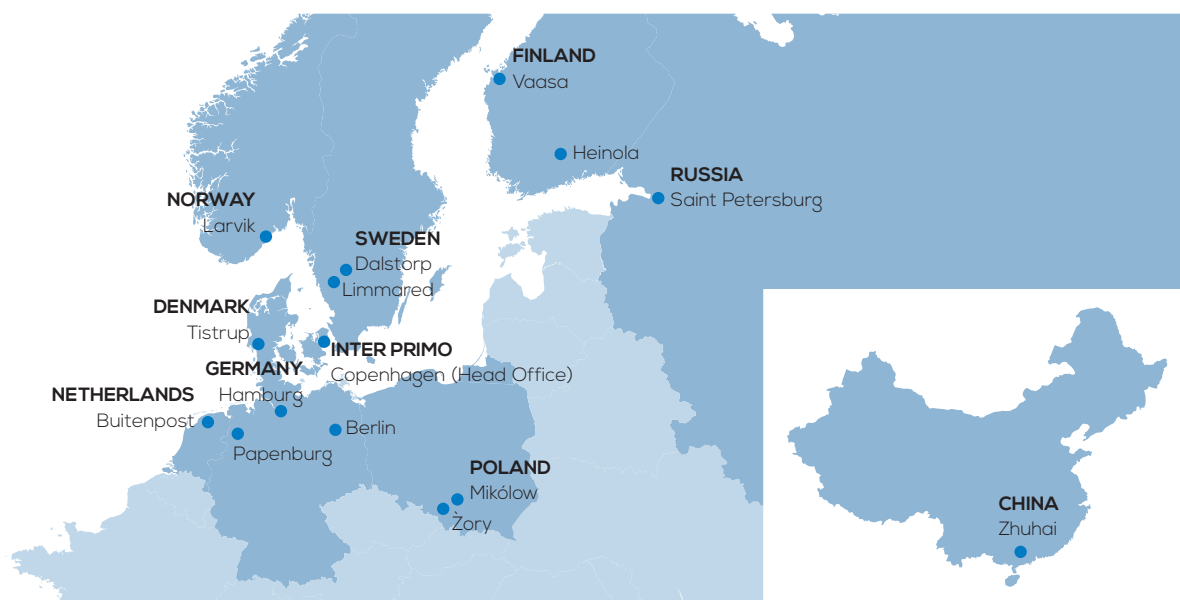 FINLAND
Vaasa
Heinola
RUSSIA
Saint Petersburg
NORWAY
Larvik
SWEDEN
Dalstorp
Limmared
DENMARK
Tistrup
INTER PRIMO
Copenhagen (Head Office)
GERMANY
Hamburg
NETHERLANDS
Buitenpost
Berlin
Papenburg
POLAND
Mikólow
Żory
CHINA
Zhuhai